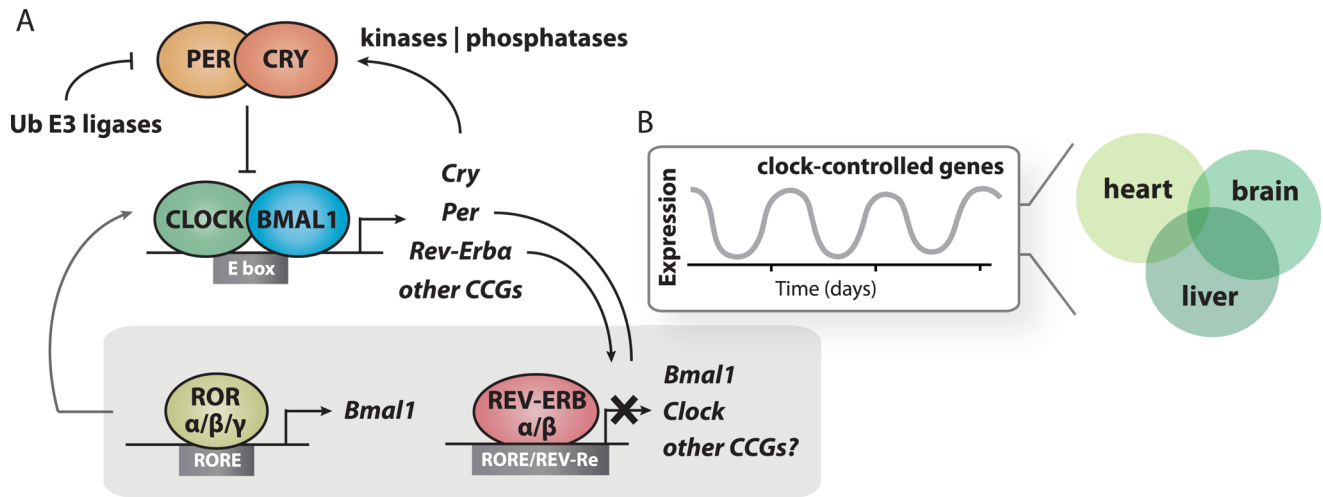 A
PER
CRY
kinases | phosphatases
Ub E3 ligases
CLOCK
BMAL1
E box
Cry
Per
Rev-Erba
other CCGs
ROR
α/β/γ
RORE
Bmal1
REV-ERB
α/β
RORE/REV-Re
Bmal1
Clock
other CCGs?
B
clock-controlled genes
Expression
Time (days)
heart
brain
liver